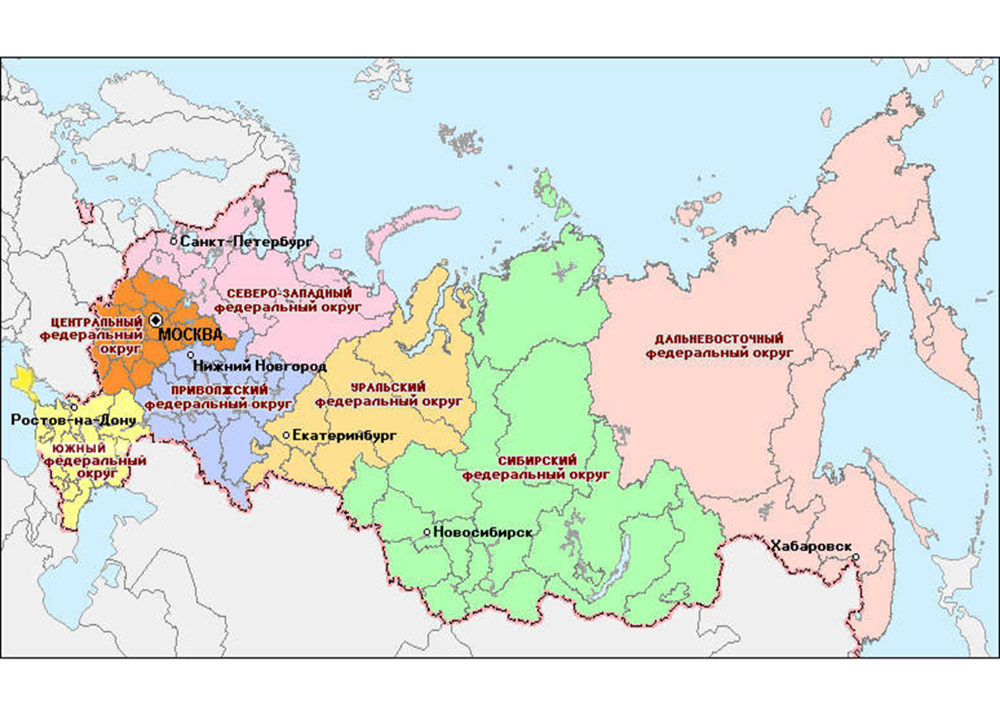 Санкт-Петербург
СЕВЕРО-ЗАПАДНЫЙ
федеральный округ
ЦЕНТРАЛЬНЫЙ
федеральный
округ
МОСКВА
ДАЛЬНЕВОСТОЧНЫЙ
федеральный округ
Нижний Новгород
ПРИВОЛЖСКИЙ
федеральный округ
УРАЛЬСКИЙ
федеральный округ
Ростов-на-Дону
Екатеринбург
ЮЖНЫЙ
федеральный
округ
СИБИРСКИЙ
федеральный округ
Новосибирск
Хабаровск